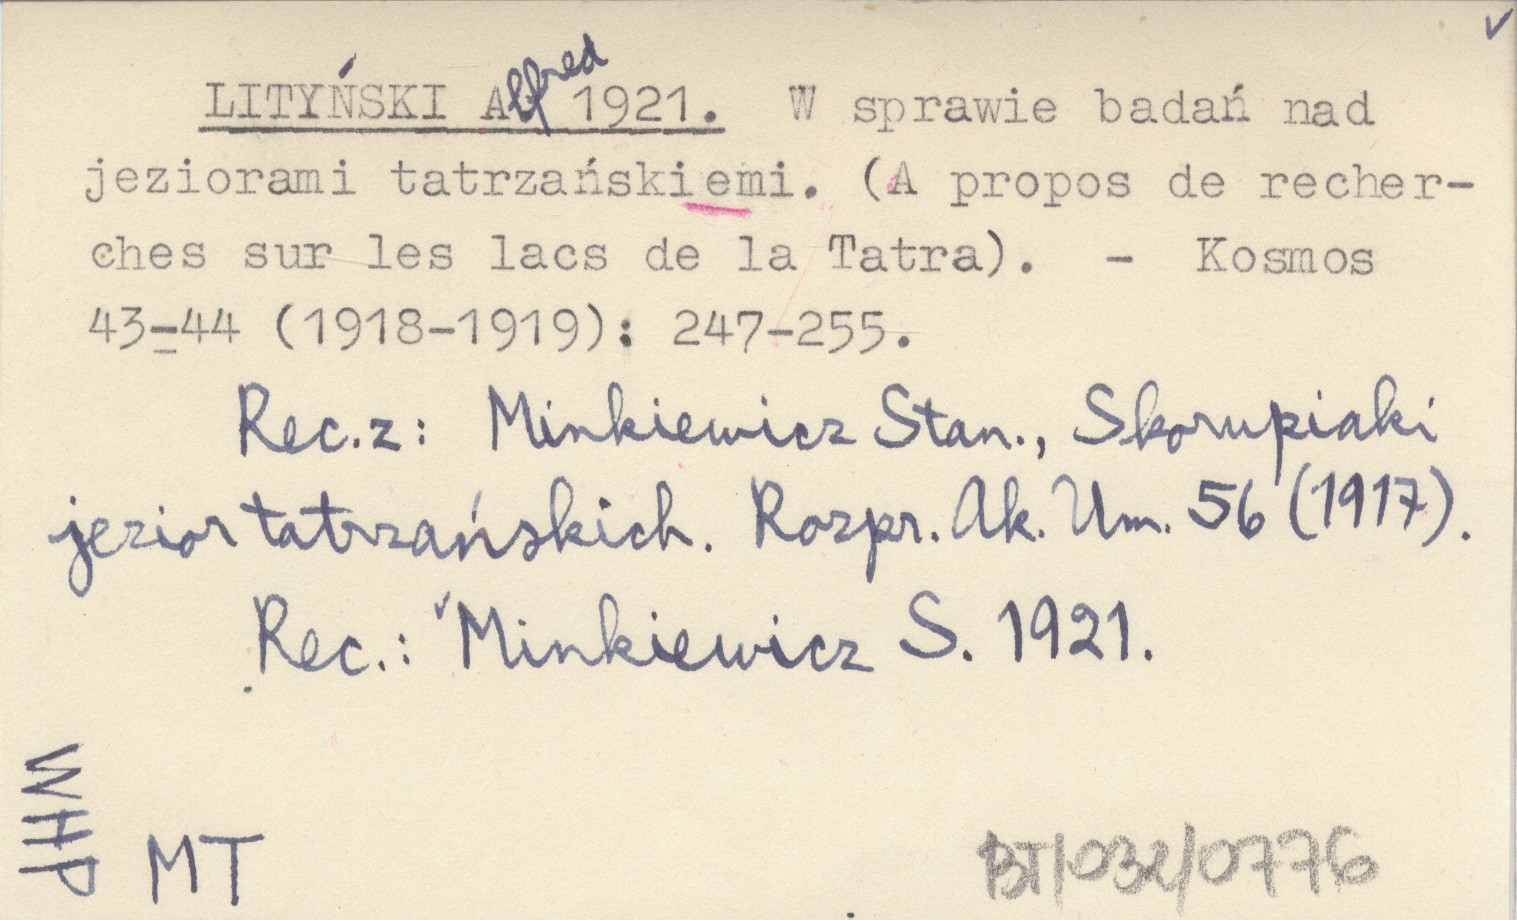 LITYŃSKI Alfred 1921. W sprawie badań nad
jeziorami tatrzańskiemi. (A propos de recher-
ches sur les lacs de la Tatra). - Kosmos
43-44 (1918-1919): 247-255.
Rec. z: Minkiewicz Stan., Skorupiaki
jezior tatrzańskich. Rozpr. Ak. Um. 56 (1917).
Rec.: Minkiewicz S. 1921.
WHP
MT
BT/032/0776